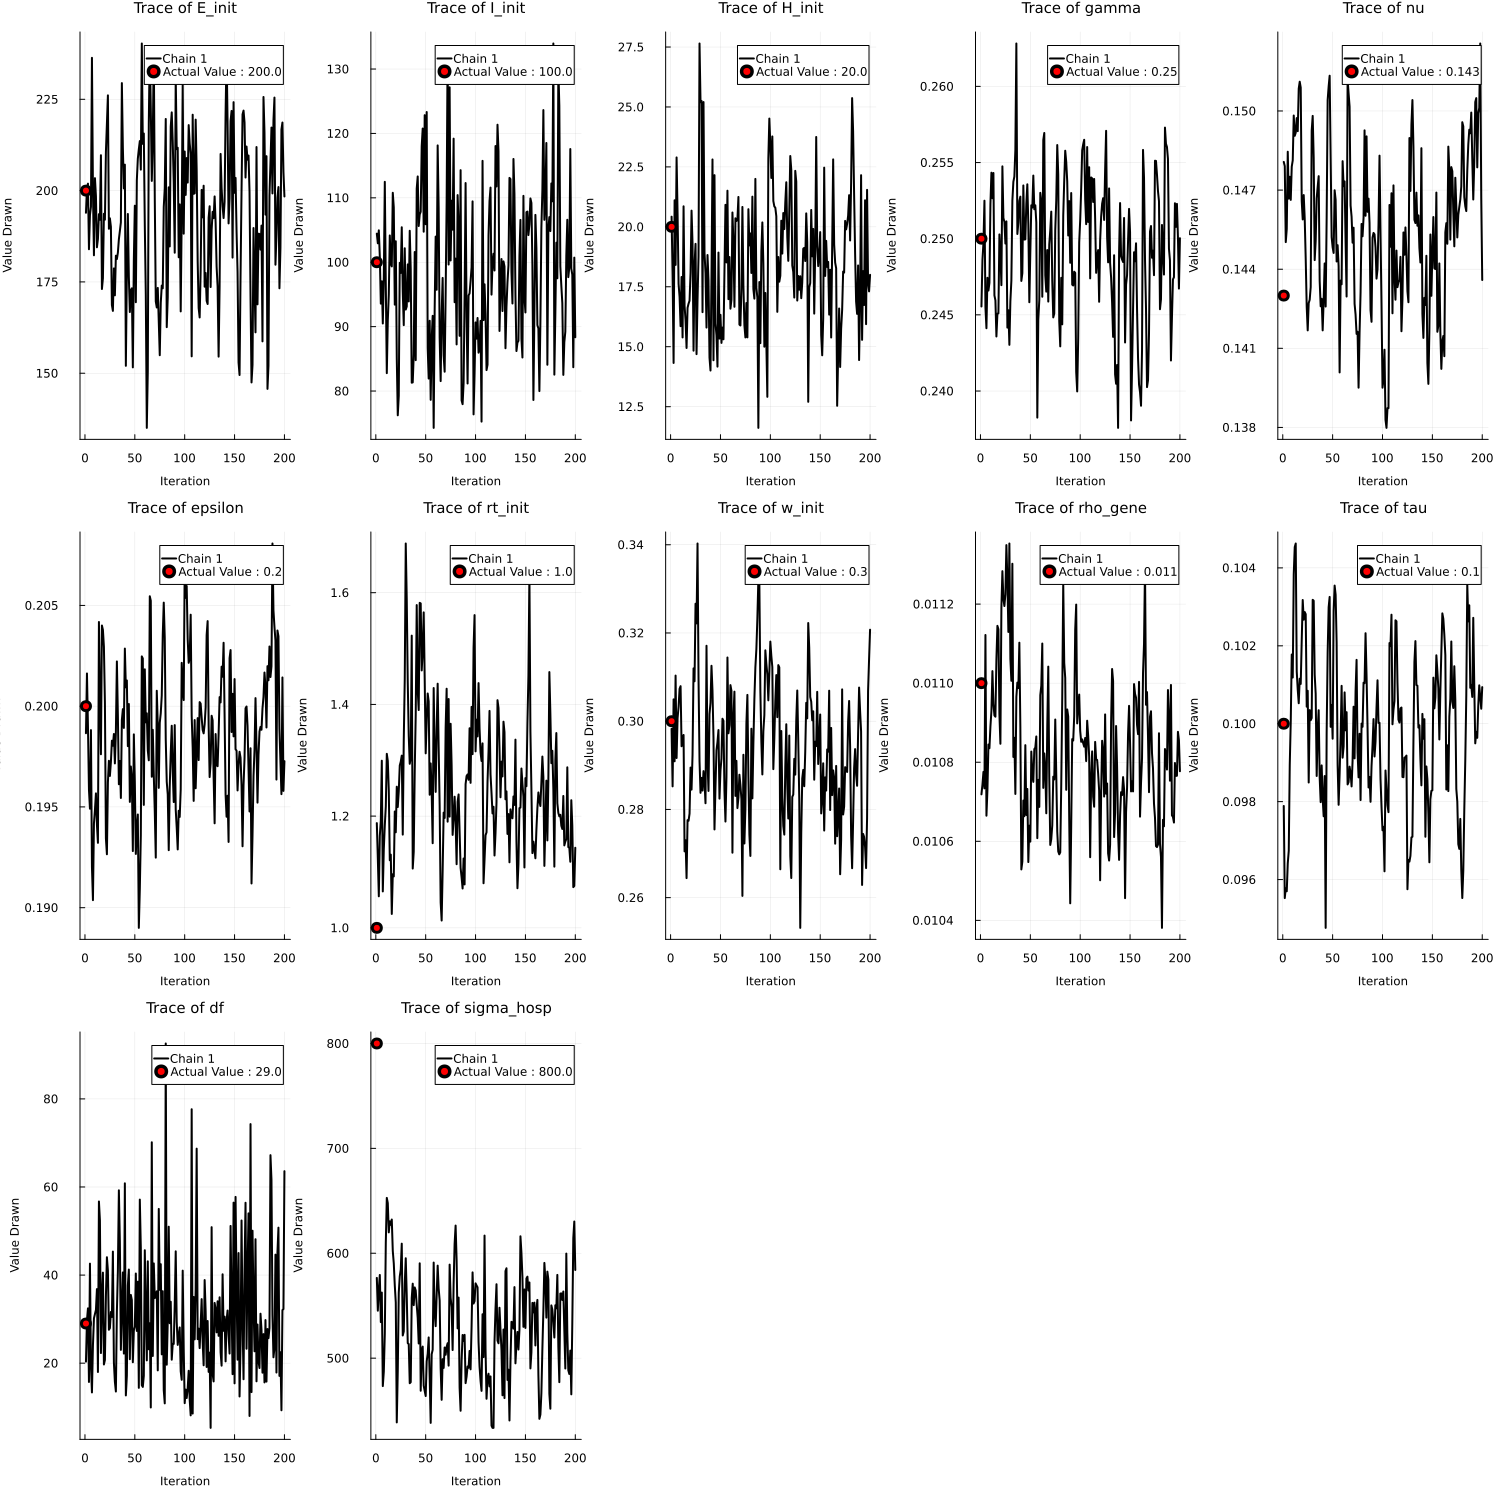 Trace of E_init
Chain 1
Actual Value : 200.0
225
200
175
150
Value Drawn
0 50 100 150 200
Iteration
Trace of I_init
Chain 1
Actual Value : 100.0
130
120
110
100
90
80
Value Drawn
0 50 100 150 200
Iteration
Trace of H_init
Chain 1
Actual Value : 20.0
27.5
25.0
22.5
20.0
17.5
15.0
12.5
Value Drawn
0 50 100 150 200
Iteration
Trace of gamma
Chain 1
Actual Value : 0.25
0.260
0.255
0.250
0.245
0.240
Value Drawn
0 50 100 150 200
Iteration
Trace of nu
Chain 1
Actual Value : 0.143
0.150
0.147
0.144
0.141
0.138
Value Drawn
0 50 100 150 200
Iteration
Trace of epsilon
Chain 1
Actual Value : 0.2
0.205
0.200
0.195
0.190
0 50 100 150 200
Iteration
Trace of rt_init
Chain 1
Actual Value : 1.0
1.6
1.4
1.2
1.0
Value Drawn
0 50 100 150 200
Iteration
Trace of w_init
Chain 1
Actual Value : 0.3
0.34
0.32
0.30
0.28
0.26
Value Drawn
0 50 100 150 200
Iteration
Trace of rho_gene
Chain 1
Actual Value : 0.011
0.0112
0.0110
0.0108
0.0106
0.0104
Value Drawn
0 50 100 150 200
Iteration
Trace of tau
Chain 1
Actual Value : 0.1
0.104
0.102
0.100
0.098
0.096
Value Drawn
0 50 100 150 200
Iteration
Trace of df
Chain 1
Actual Value : 29.0
80
60
40
20
Value Drawn
0 50 100 150 200
Iteration
Trace of sigma_hosp
Chain 1
Actual Value : 800.0
800
700
600
500
Value Drawn
0 50 100 150 200
Iteration